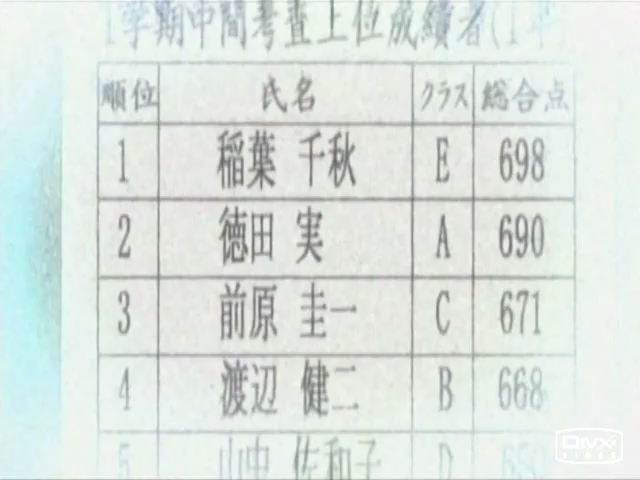 1学期中間考査上位成績者(1年
順位 氏名 クラス 総合点
1 稲葉 千秋 E 698
2 徳田 実 A 690
3 前原 圭一 C 671
4 渡辺 健二 B 668
5 山中 佐和子 D
DIVX
VIDEO